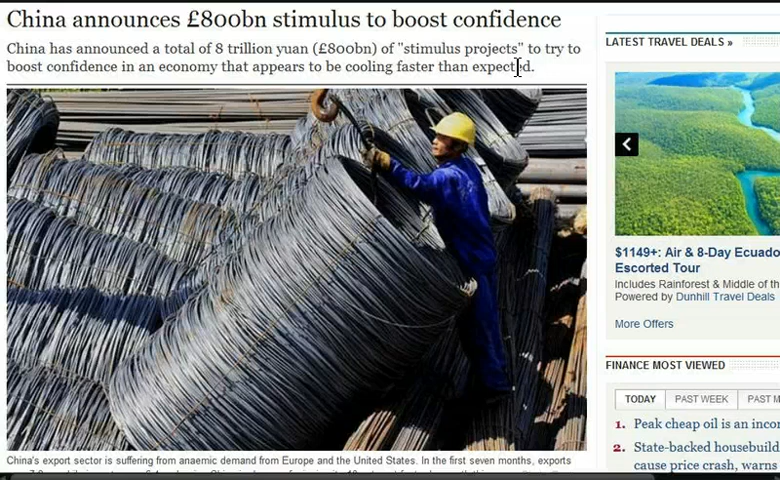 China announces £800bn stimulus to boost confidence
China has announced a total of 8 trillion yuan (£800bn) of "stimulus projects" to try to
boost confidence in an economy that appears to be cooling faster than expected.
China's export sector is suffering from anaemic demand from Europe and the United States. In the first seven months, exports
LATEST TRAVEL DEALS »
$1149+: Air & 8-Day Ecuado
Escorted Tour
Includes Rainforest & Middle of th
Powered by Dunhill Travel Deals
More Offers
FINANCE MOST VIEWED
TODAY PAST WEEK PAST M
1. Peak cheap oil is an incor
2. State-backed housebuild
cause price crash, warns